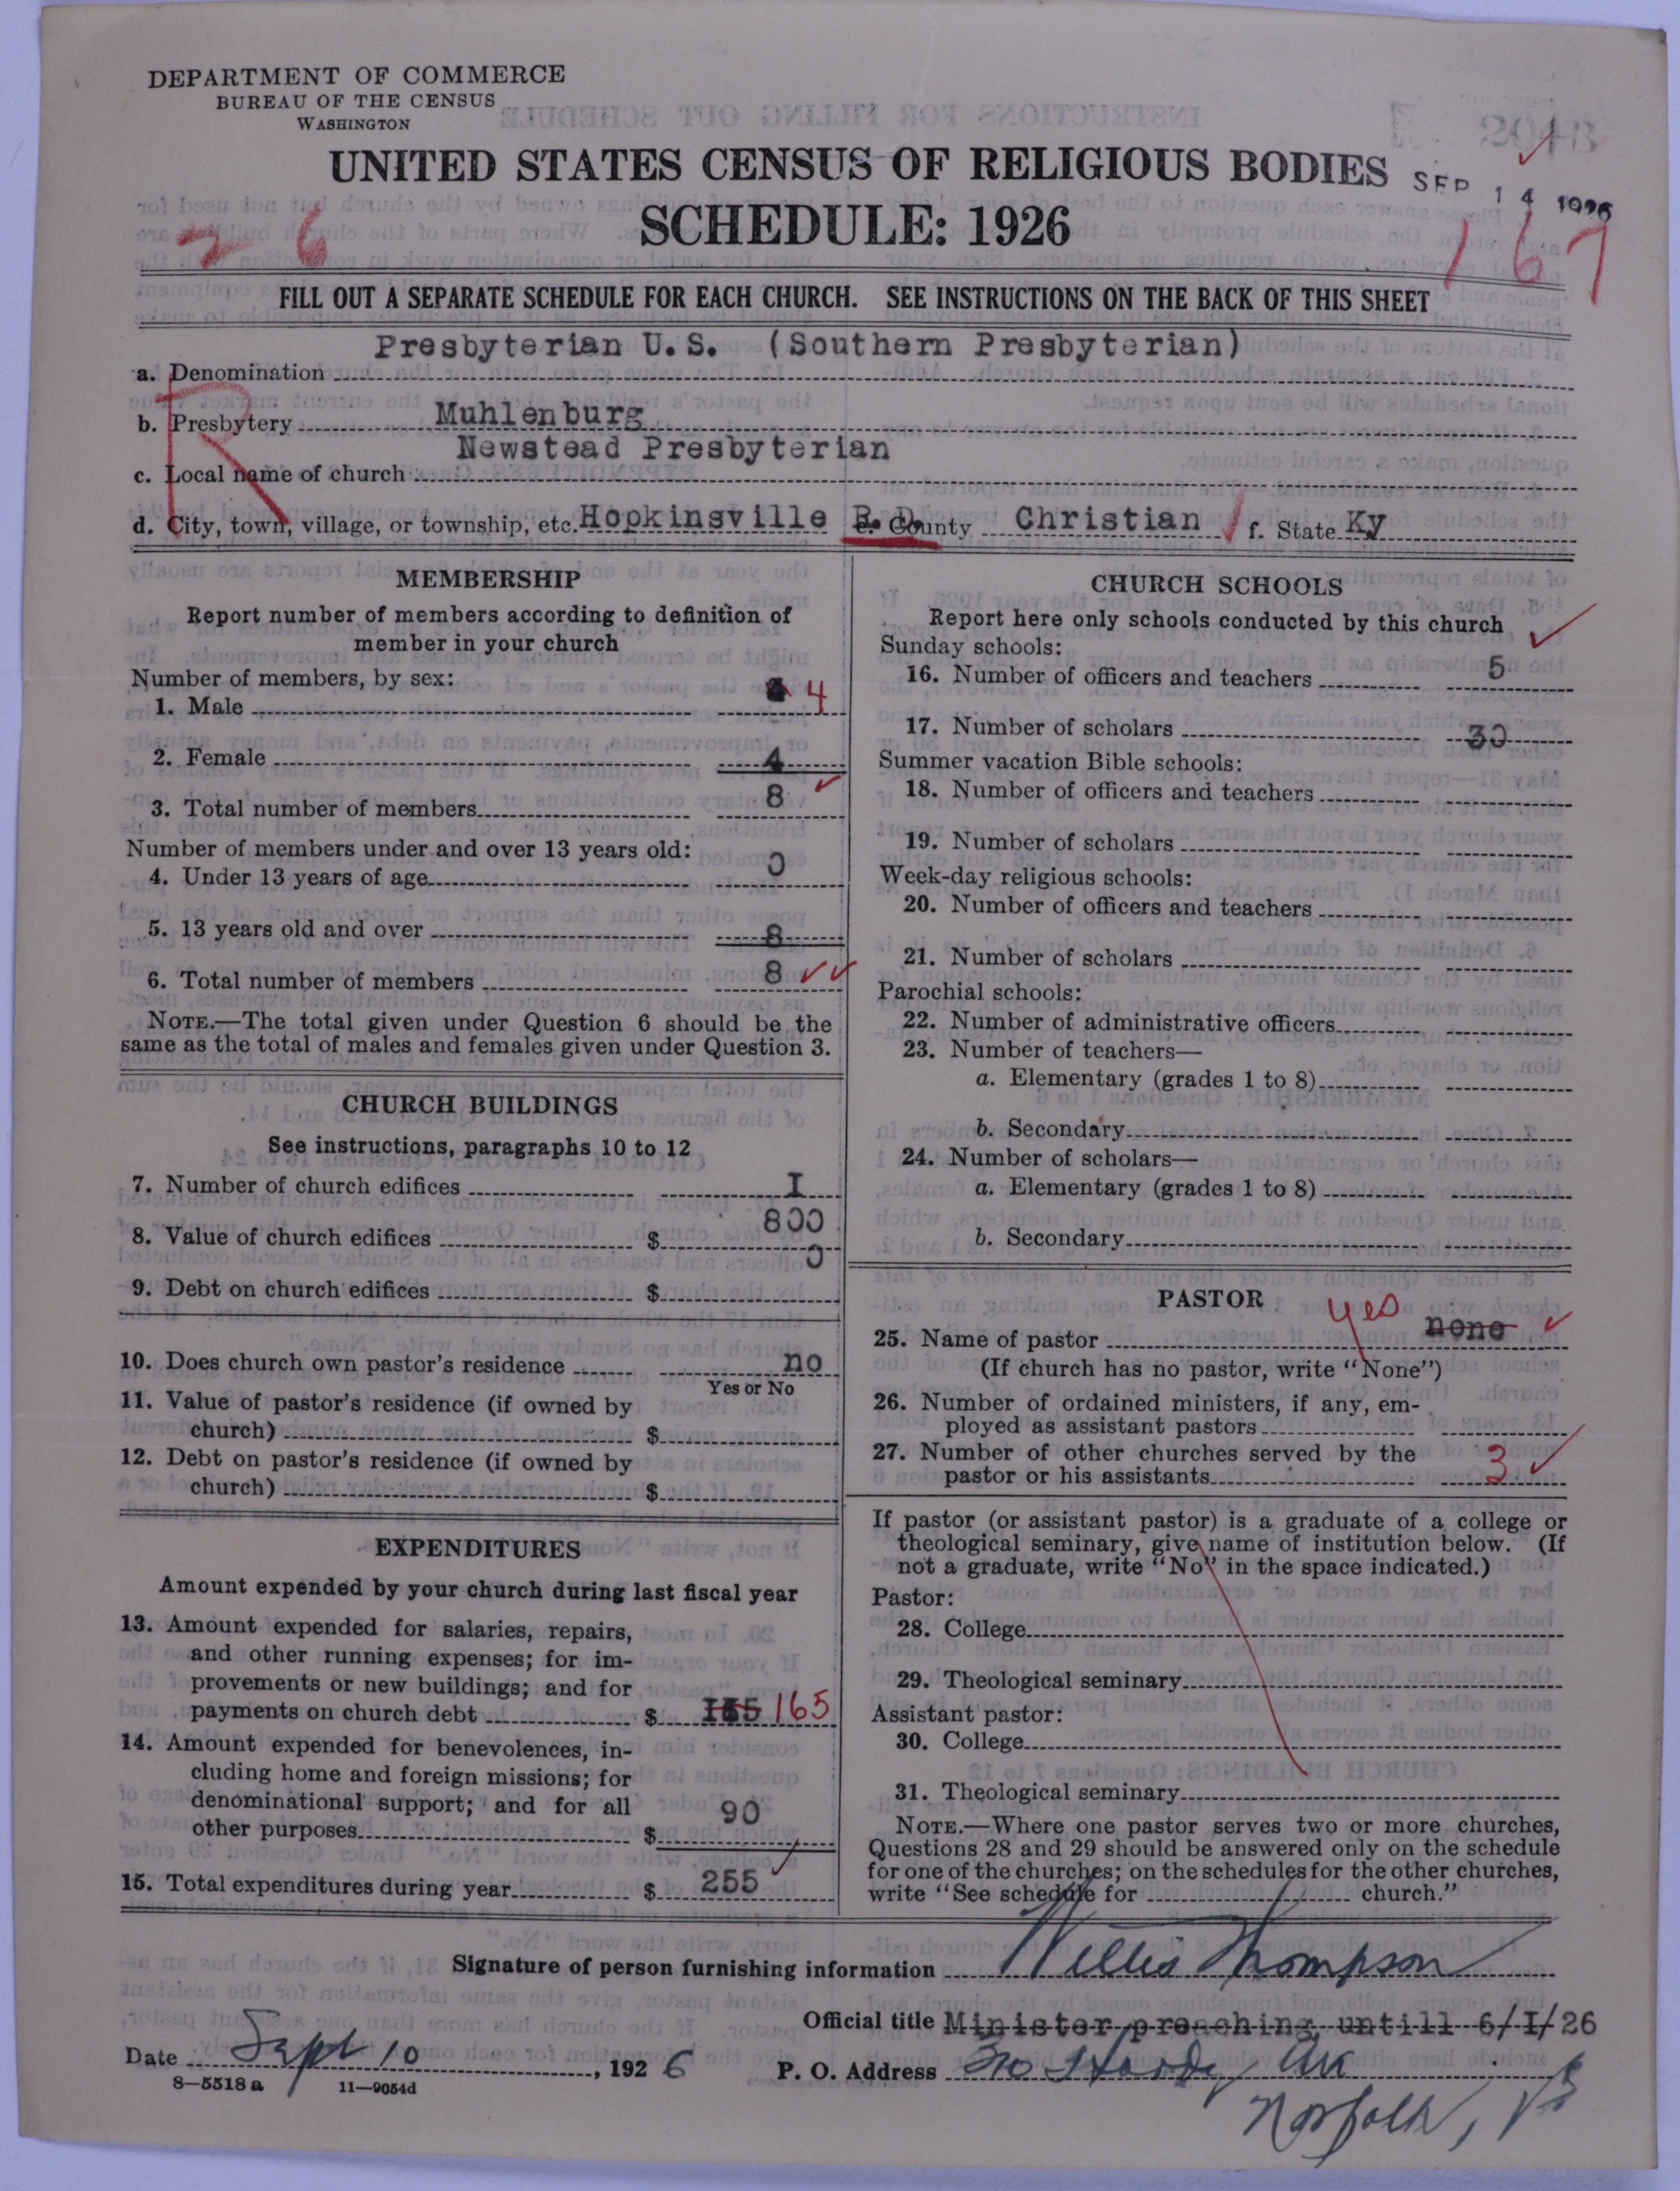 DEPARTMENT OF COMMERCE
BUREAU OF THE CENSUS
WASHINGTON
UNITED STATES CENSUS OF RELIGIOUS BODIES
SEP 14 1926
SCHEDULE: 1926
26
167
FILL OUT A SEPARATE SCHEDULE FOR EACH CHURCH. SEE INSTRUCTIONS ON THE BACK OF THIS SHEET
R
a. Denomination Presbyterian U.S. (Southern Presbyterian)
b. Presbytery Muhlenburg
c. Local name of church Newstead Presbyterian
d. City, town, village, or township, etc. Hopkinsville R.D. e. County Christian f. State Ky
MEMBERSHIP
Report number of members according to definition of
member in your church
Number of members, by sex:
1. Male 4
2. Female 4
3. Total number of members 8
Number of members under and over 13 years old:
4. Under 13 years of age 0
5. 13 years old and over 8
6. Total number of members 8
NOTE.—The total given under Question 6 should be the
same as the total of males and females given under Question 3.
CHURCH BUILDINGS
See instructions, paragraphs 10 to 12
7. Number of church edifices I
8. Value of church edifices $ 800
9. Debt on church edifices $ 0
10. Does church own pastor's residence no
Yes or No
11. Value of pastor's residence (if owned by
church) $
12. Debt on pastor's residence (if owned by
church) $
EXPENDITURES
Amount expended by your church during last fiscal year
13. Amount expended for salaries, repairs,
and other running expenses; for im-
provements or new buildings; and for
payments on church debt $ 165
14. Amount expended for benevolences, in-
cluding home and foreign missions; for
denominational support; and for all
other purposes $ 90
15. Total expenditures during year $ 255
CHURCH SCHOOLS
Report here only schools conducted by this church
Sunday schools:
16. Number of officers and teachers 5
17. Number of scholars 30
Summer vacation Bible schools:
18. Number of officers and teachers
19. Number of scholars
Week-day religious schools:
20. Number of officers and teachers
21. Number of scholars
Parochial schools:
22. Number of administrative officers
23. Number of teachers—
a. Elementary (grades 1 to 8)
b. Secondary
24. Number of scholars—
a. Elementary (grades 1 to 8)
b. Secondary
PASTOR
25. Name of pastor yes none
(If church has no pastor, write "None")
26. Number of ordained ministers, if any, em-
ployed as assistant pastors
27. Number of other churches served by the
pastor or his assistants 3
If pastor (or assistant pastor) is a graduate of a college or
theological seminary, give name of institution below. (If
not a graduate, write "No" in the space indicated.)
Pastor:
28. College
29. Theological seminary
Assistant pastor:
30. College
31. Theological seminary
NOTE.—Where one pastor serves two or more churches,
Questions 28 and 29 should be answered only on the schedule
for one of the churches; on the schedules for the other churches,
write "See schedule for church."
Signature of person furnishing information Willis Thompson
Official title Minister preaching untill 6/I/26
Date Sept 10, 1926
P. O. Address Ave
Norfolk, Va
8—5518a 11—9054d